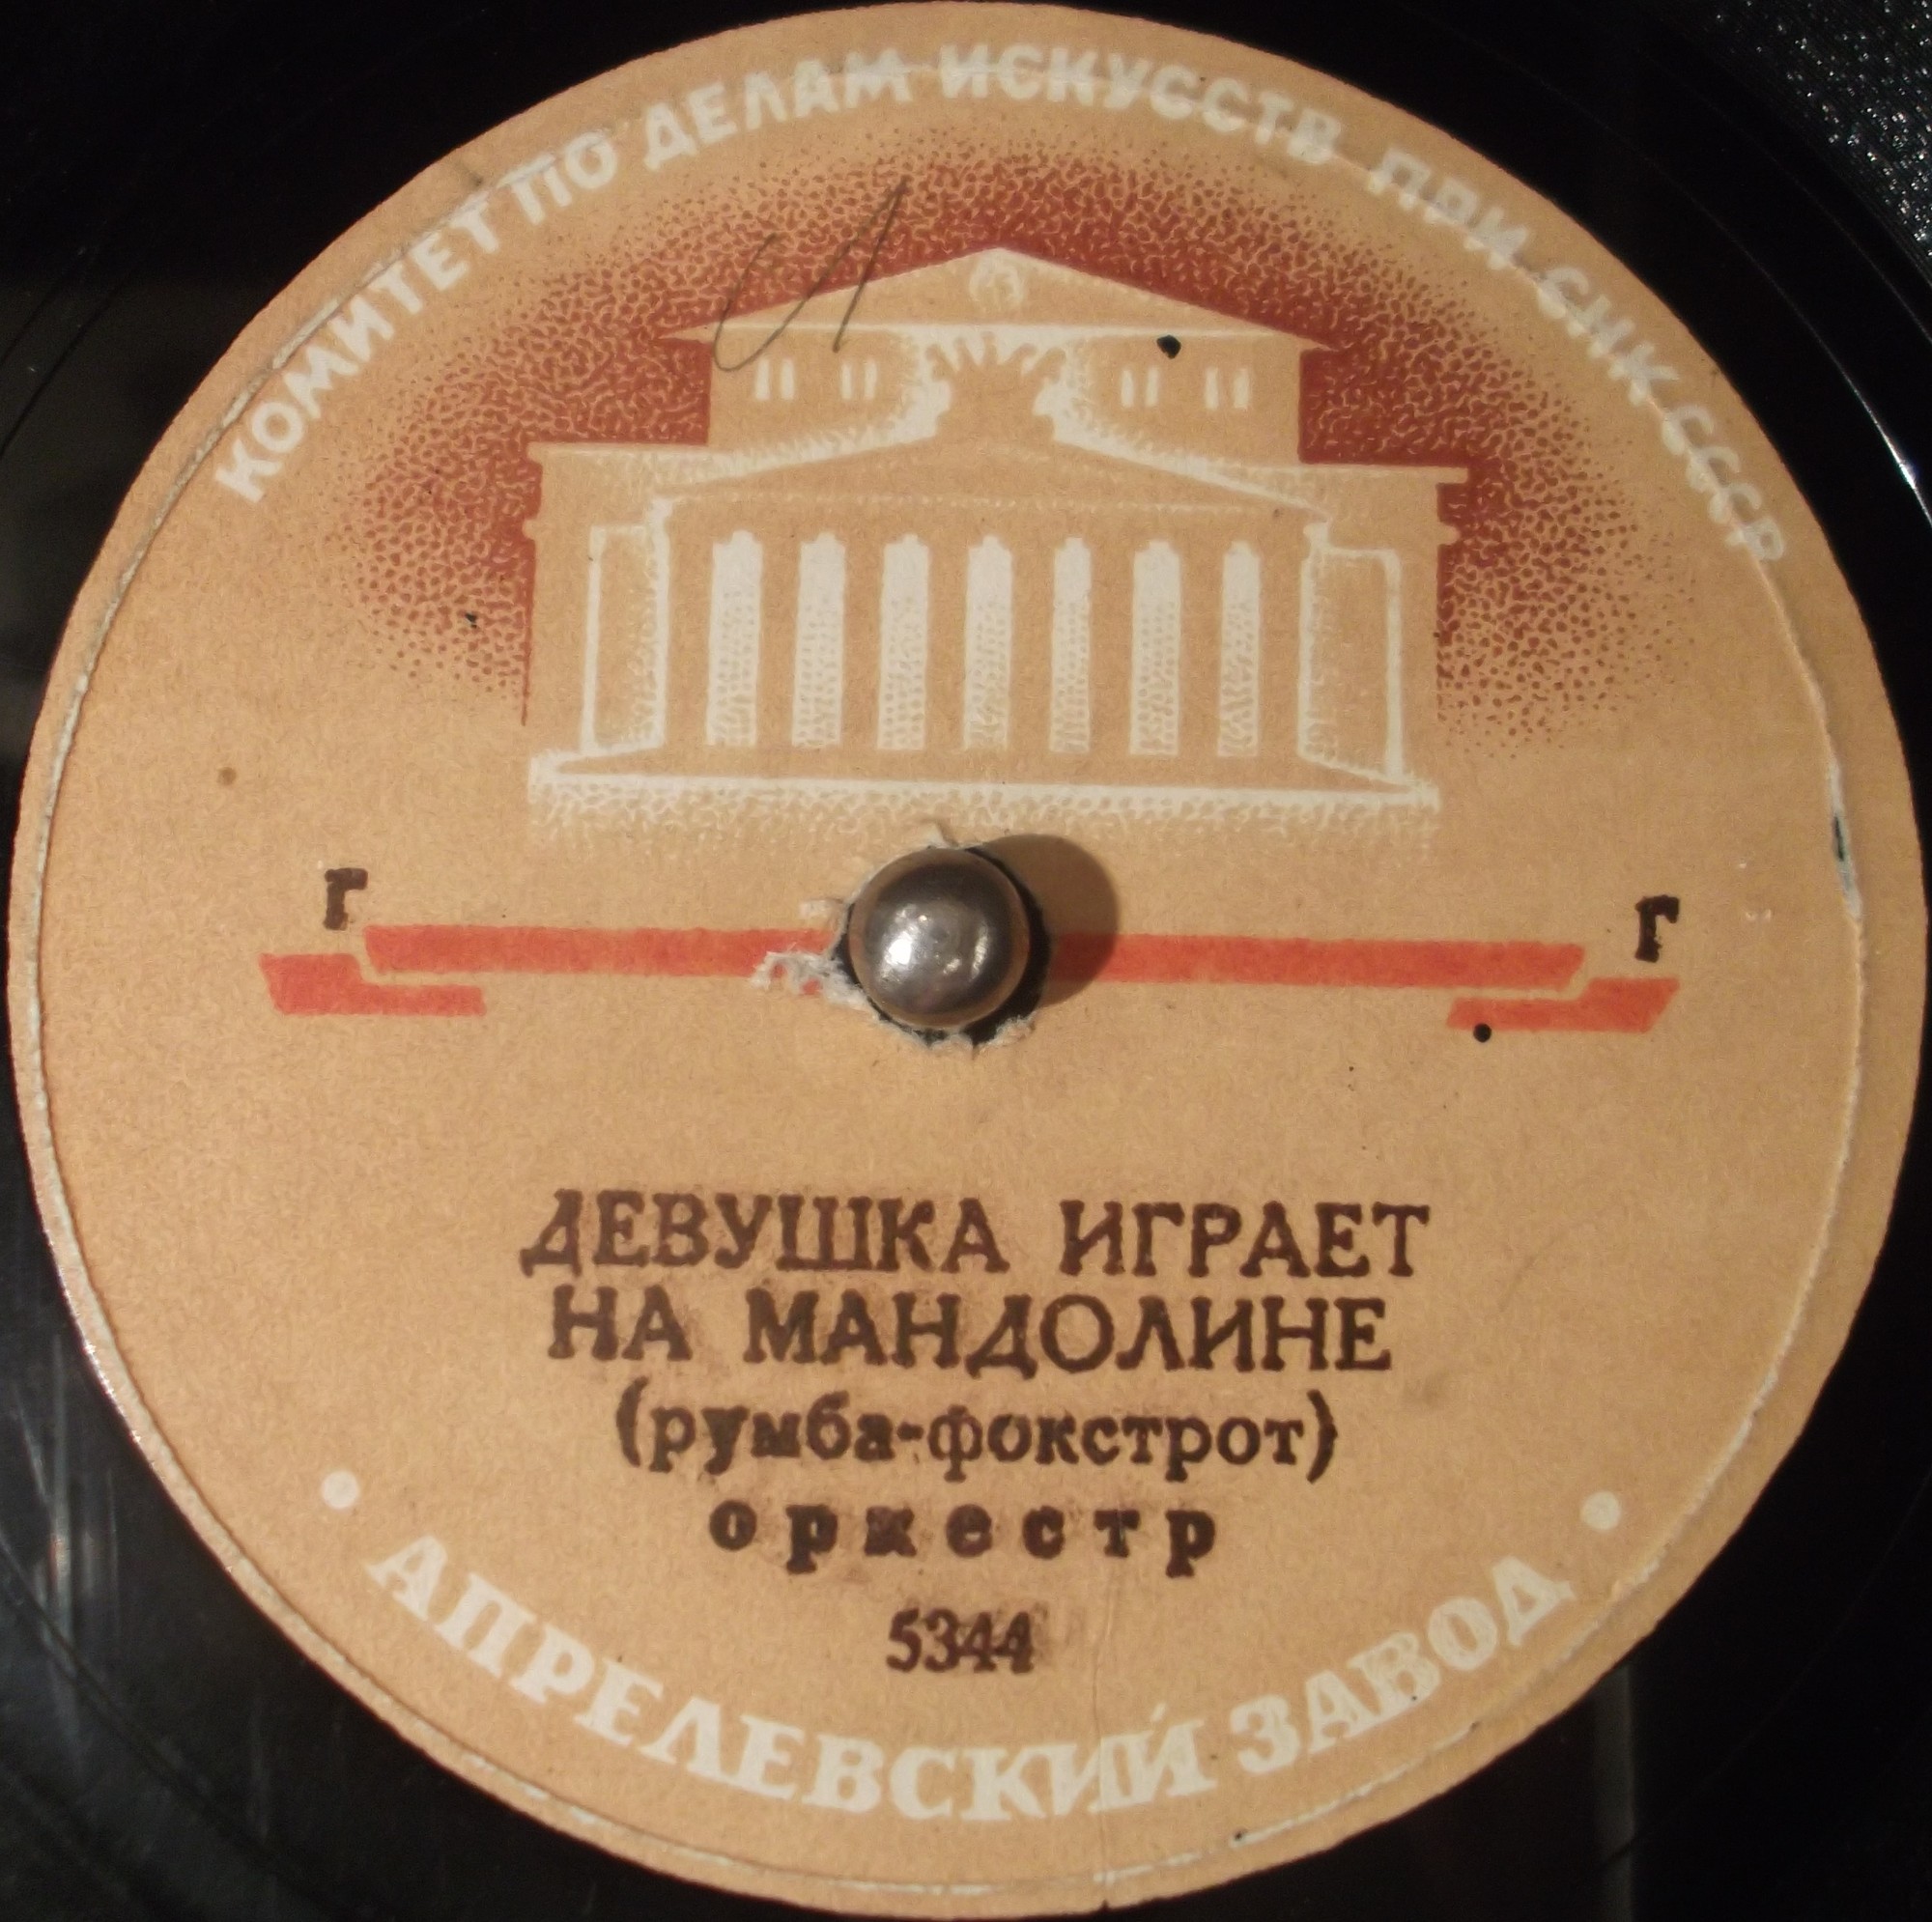 КОМИТЕТ ПО ДЕЛАМ ИСКУССТВ ПРИ СНК СССР
Г Г
ДЕВУШКА ИГРАЕТ
НА МАНДОЛИНЕ
(румба-фокстрот)
оркестр
5344
• АПРЕЛЕВСКИЙ ЗАВОД •